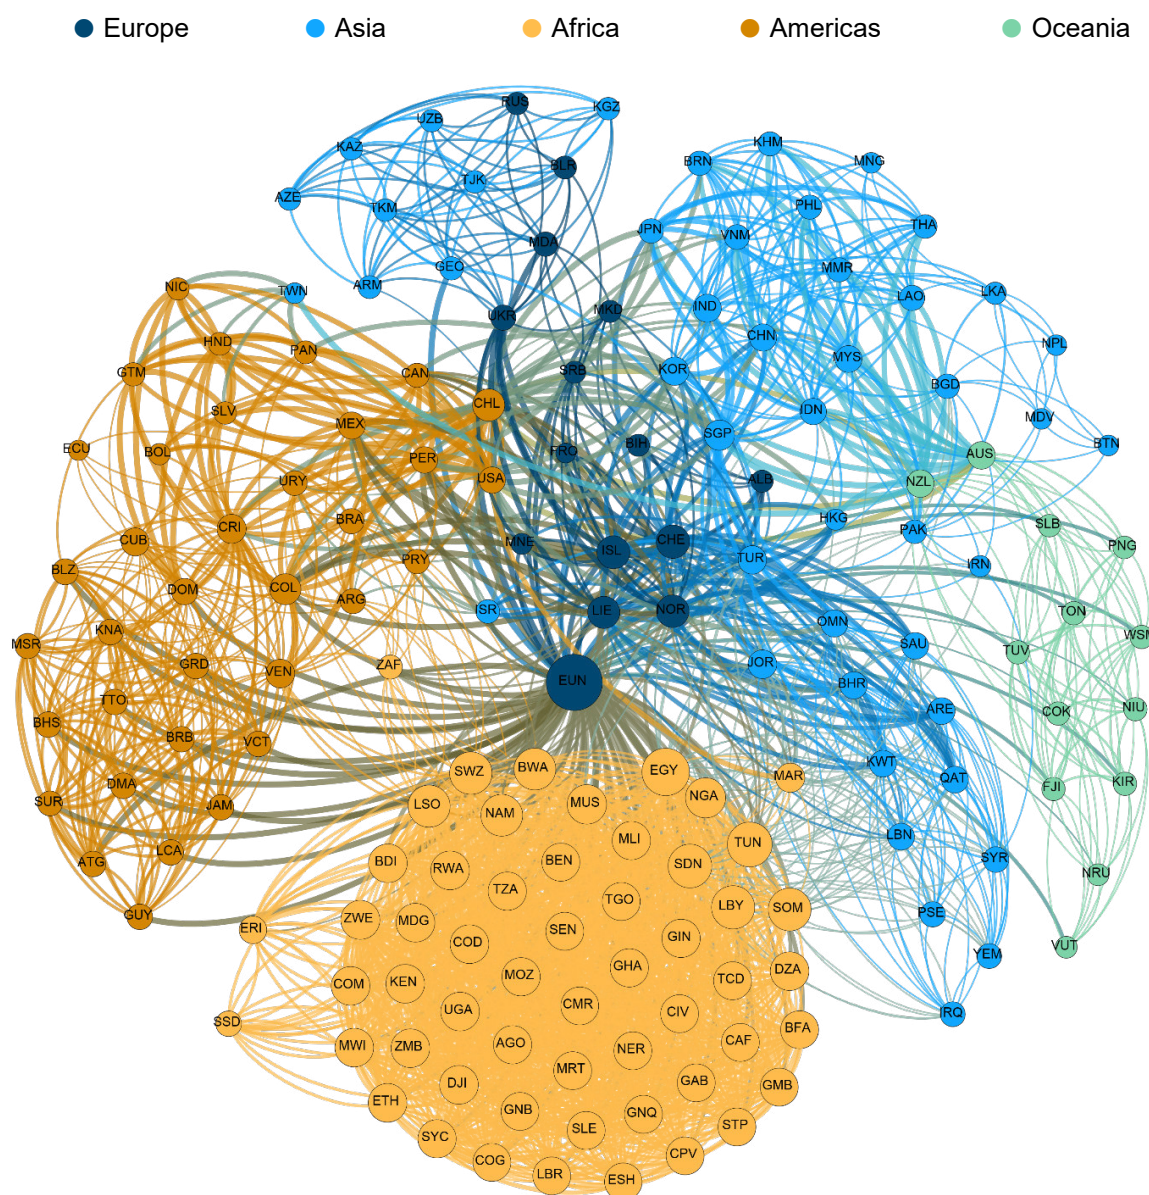 Europe Asia Africa Americas Oceania
RUS
KGZ
UZB
KAZ
BLR
TJK
AZE
TKM
MDA
GEO
ARM
UKR
MKD
SRB
KHM
BRN
MNG
PHL
THA
JPN
VNM
MMR
LAO
LKA
IND
CHN
NPL
MYS
KOR
BGD
IDN
MDV
SGP
BTN
NIC
TWN
HND
PAN
GTM
CAN
CHL
SLV
MEX
ECU
BOL
PER
URY
USA
FRO
BIH
ALB
AUS
NZL
HKG
PAK
SLB
PNG
CRI
BRA
CUB
MNE
ISL
CHE
TUR
IRN
BLZ
DOM
COL
PRY
ARG
ISR
LIE
NOR
OMN
TON
WSM
TUV
KNA
MSR
GRD
VEN
ZAF
EUN
JOR
SAU
BHR
ARE
COK
NIU
TTO
BHS
BRB
VCT
KWT
QAT
FJI
KIR
DMA
SUR
JAM
SWZ
BWA
EGY
MAR
LSO
NAM
MUS
NGA
MLI
TUN
LBN
SYR
NRU
ATG
LCA
GUY
BDI
RWA
BEN
SDN
TZA
TGO
LBY
SOM
PSE
YEM
VUT
ERI
ZWE
MDG
COD
SEN
GIN
COM
KEN
MOZ
GHA
TCD
DZA
IRQ
SSD
UGA
CMR
CIV
BFA
MWI
ZMB
AGO
NER
CAF
MRT
DJI
GAB
GMB
ETH
GNB
GNQ
SYC
SLE
STP
COG
LBR
ESH
CPV